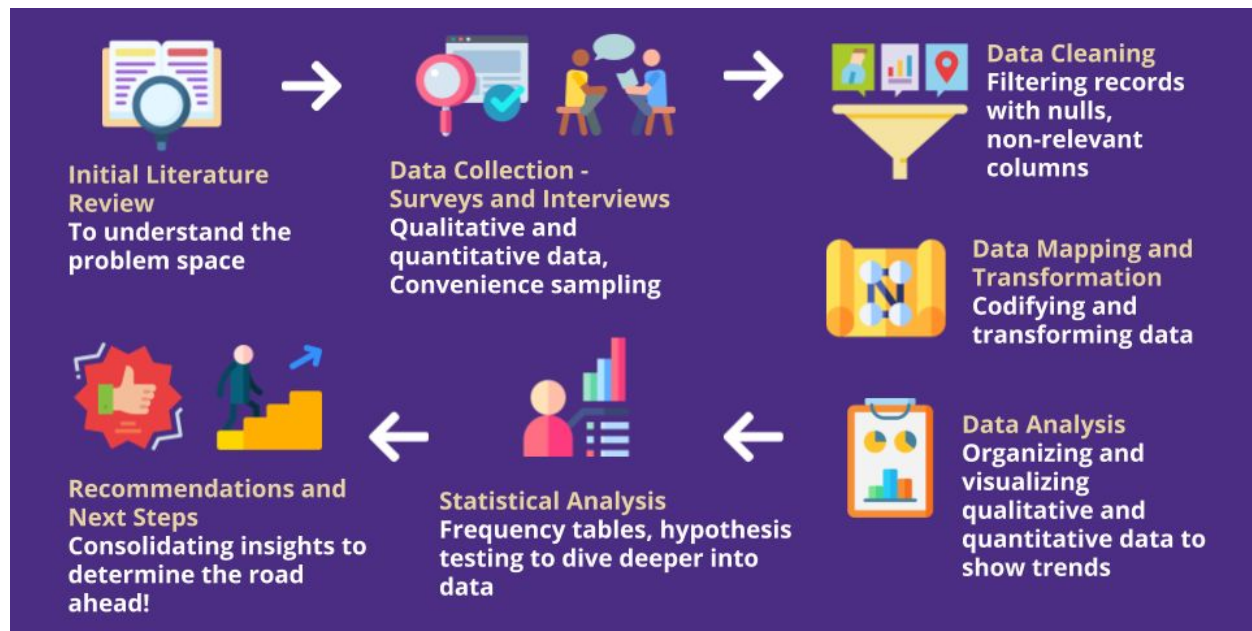 Initial Literature
Review
To understand the
problem space
Data Collection -
Surveys and Interviews
Qualitative and
quantitative data,
Convenience sampling
Data Cleaning
Filtering records
with nulls,
non-relevant
columns
Data Mapping and
Transformation
Codifying and
transforming data
Data Analysis
Organizing and
visualizing
qualitative and
quantitative data to
show trends
Statistical Analysis
Frequency tables, hypothesis
testing to dive deeper into
data
Recommendations and
Next Steps
Consolidating insights to
determine the road
ahead!